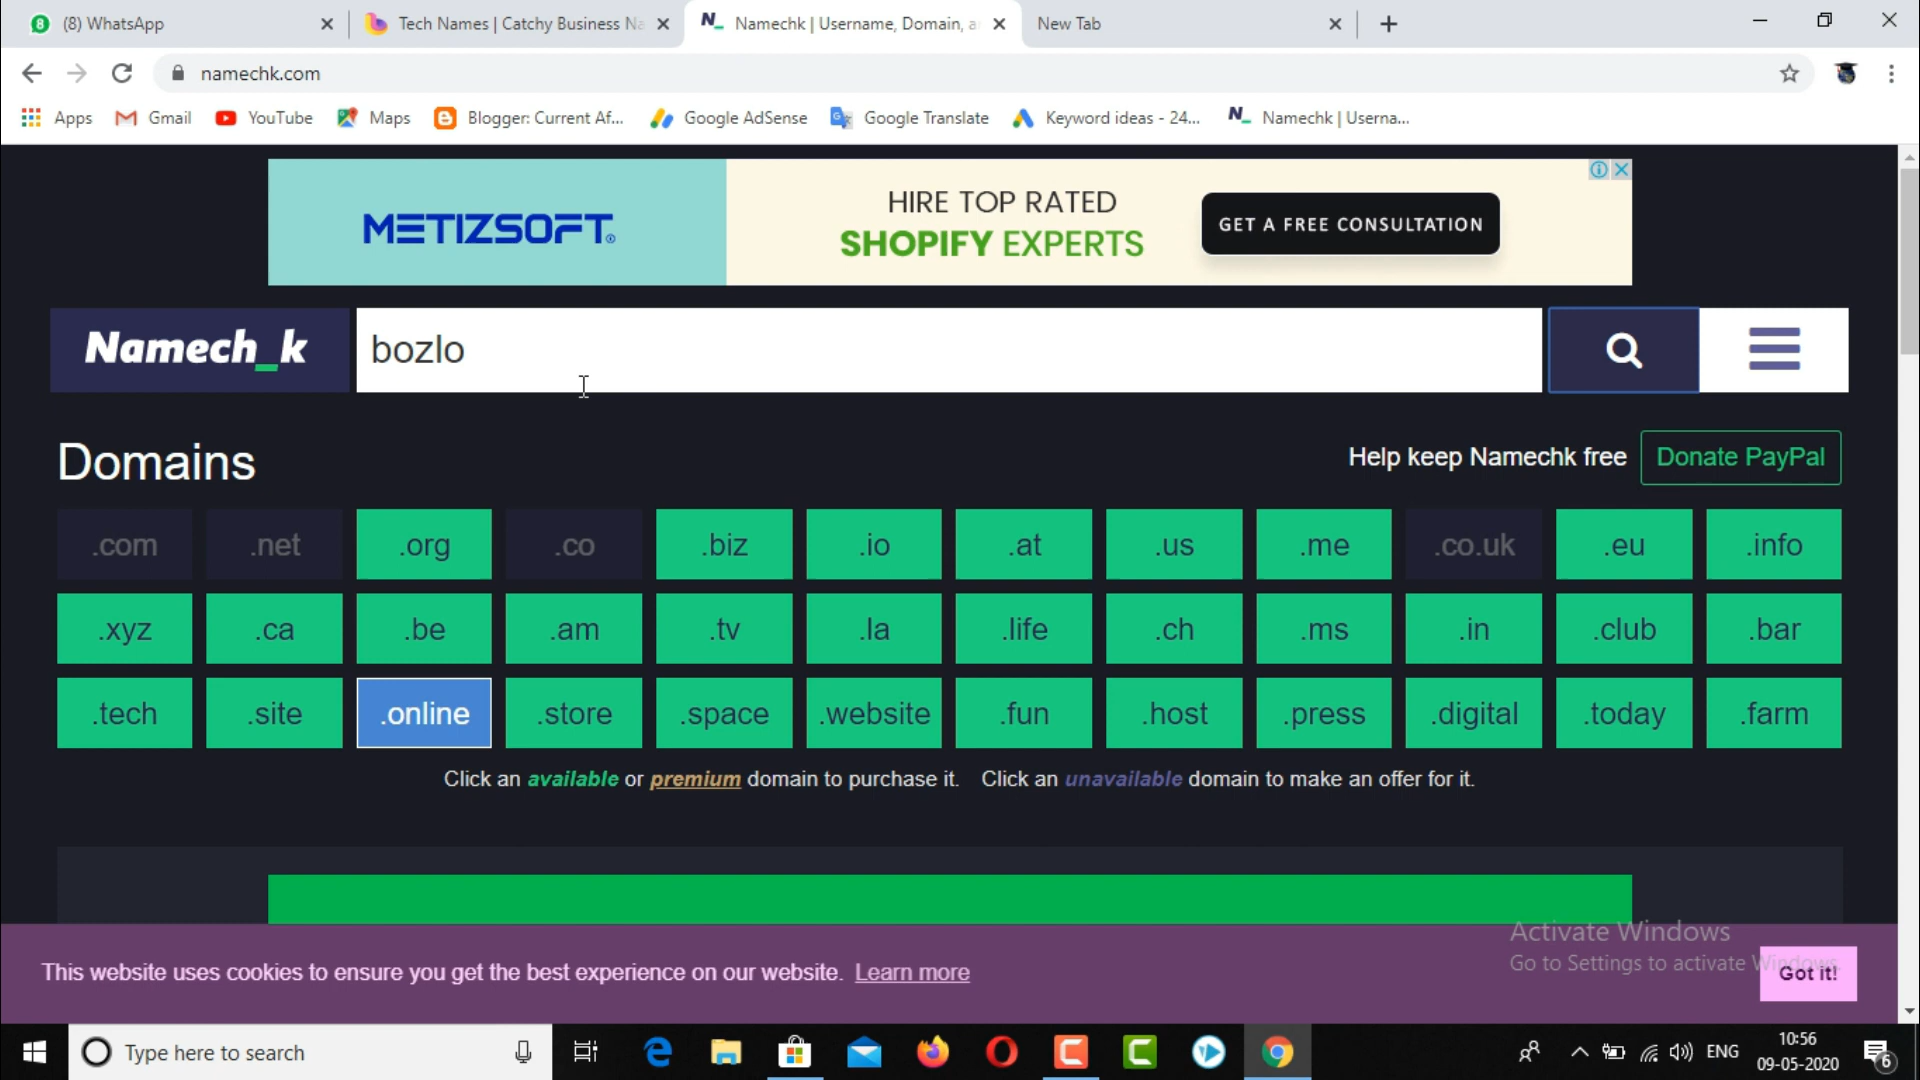 (8) WhatsApp
Tech Names | Catchy Business Na
Namechk | Username, Domain, a
New Tab
namechk.com
Apps
Gmail
YouTube
Maps
Blogger: Current Af...
Google AdSense
Google Translate
Keyword ideas - 24...
Namechk | Userna...
METIZSOFT
HIRE TOP RATED
SHOPIFY EXPERTS
GET A FREE CONSULTATION
Namech_k
bozlo
Domains
Help keep Namechk free
Donate PayPal
.com .net .org .co .biz .io .at .us .me .co.uk .eu .info
.xyz .ca .be .am .tv .la .life .ch .ms .in .club .bar
.tech .site .online .store .space .website .fun .host .press .digital .today .farm
Click an available or premium domain to purchase it. Click an unavailable domain to make an offer for it.
Activate Windows
Go to Settings to activate Windows.
This website uses cookies to ensure you get the best experience on our website. Learn more
Got it!
Type here to search
ENG
10:56
09-05-2020
6